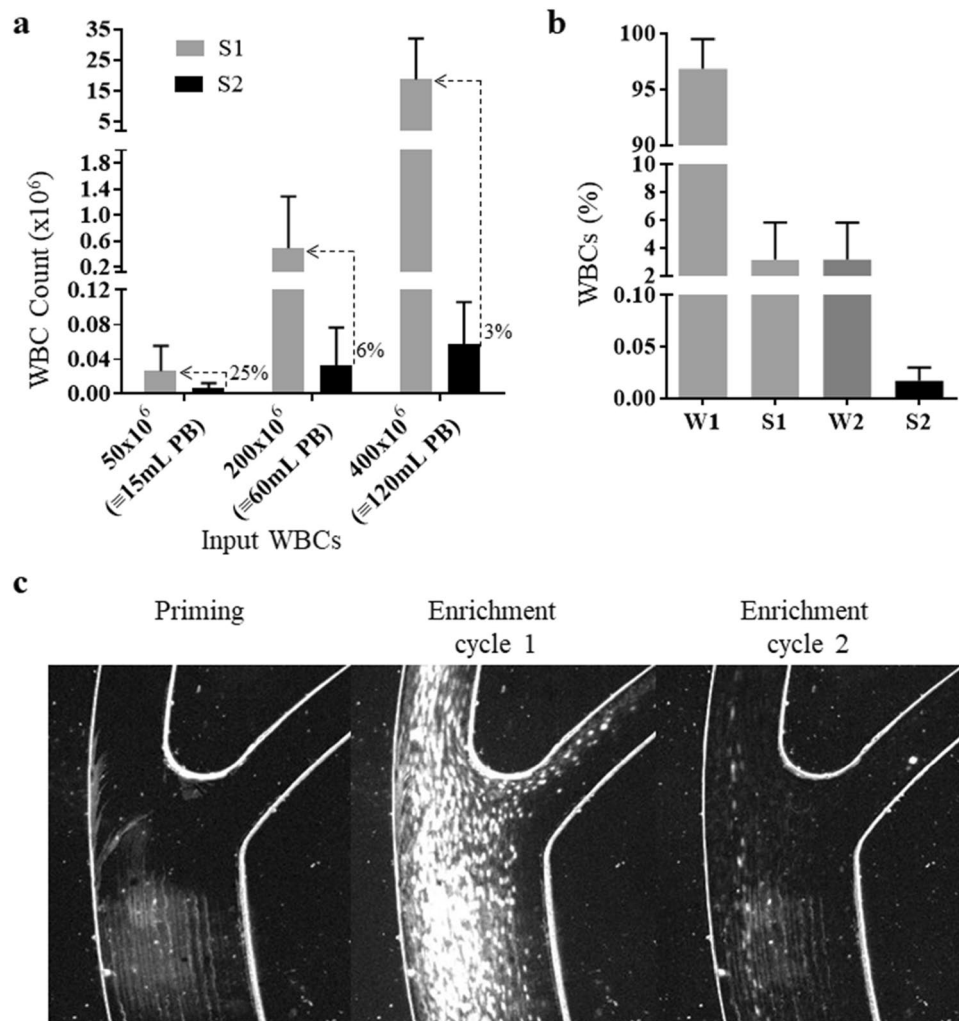 a
WBC Count (x10⁶)
35
25
15
5
1.8
1.4
1.0
0.6
0.2
0.12
0.08
0.04
0.00
S1
S2
25%
6%
3%
50x10⁶
(≡15mL PB)
200x10⁶
(≡60mL PB)
400x10⁶
(≡120mL PB)
Input WBCs
b
WBCs (%)
100
95
90
10
8
6
4
2
0.10
0.05
0.00
W1 S1 W2 S2
c
Priming
Enrichment
cycle 1
Enrichment
cycle 2